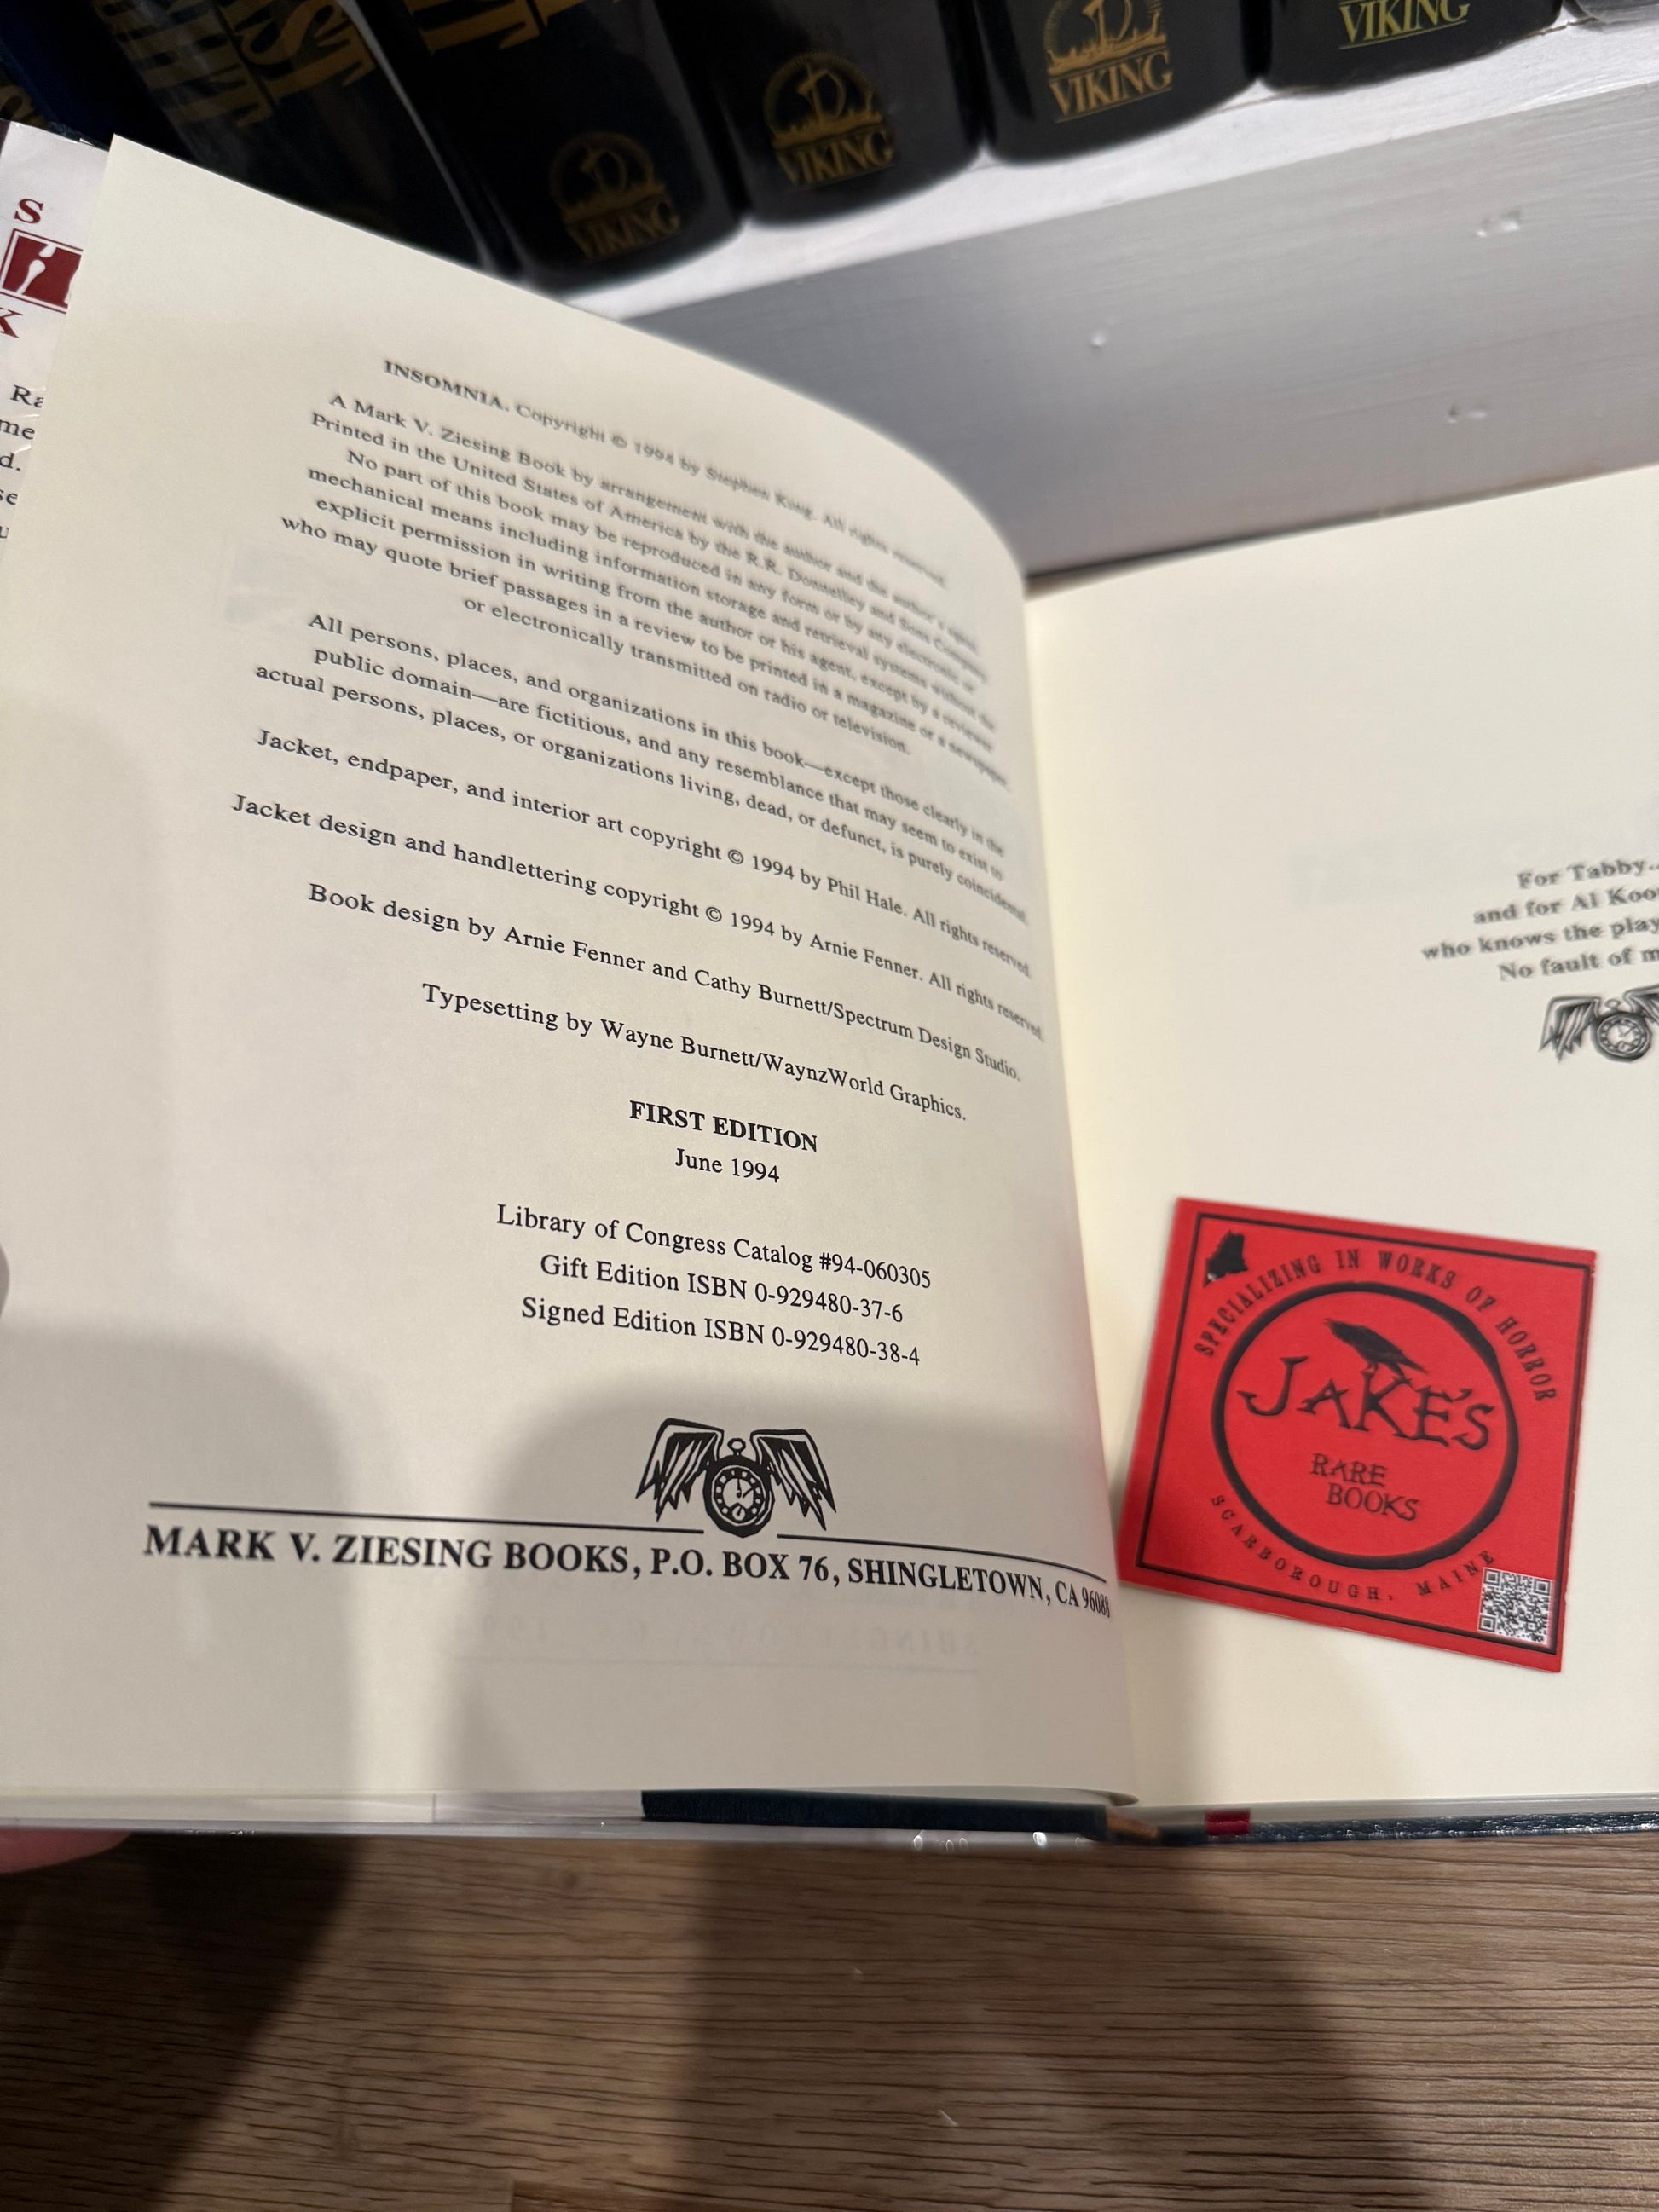 VIKING
VIKING
VIKING
VIKING
S
K
INSOMNIA. Copyright © 1994 by Stephen King. All rights reserved.
A Mark V. Ziesing Book by arrangement with the author and the author's agent.
Printed in the United States of America by the R.R. Donnelley and Sons Company
No part of this book may be reproduced in any form or by any electronic or
mechanical means including information storage and retrieval systems without the
explicit permission in writing from the author or his agent, except by a reviewer
who may quote brief passages in a review to be printed in a magazine or a newspaper
or electronically transmitted on radio or television.
All persons, places, and organizations in this book—except those clearly in the
public domain—are fictitious, and any resemblance that may seem to exist to
actual persons, places, or organizations living, dead, or defunct, is purely coincidental.
Jacket, endpaper, and interior art copyright © 1994 by Phil Hale. All rights reserved.
Jacket design and handlettering copyright © 1994 by Arnie Fenner. All rights reserved.
Book design by Arnie Fenner and Cathy Burnett/Spectrum Design Studio.
Typesetting by Wayne Burnett/WaynzWorld Graphics.
FIRST EDITION
June 1994
Library of Congress Catalog #94-060305
Gift Edition ISBN 0-929480-37-6
Signed Edition ISBN 0-929480-38-4
MARK V. ZIESING BOOKS, P.O. BOX 76, SHINGLETOWN, CA 96088
For Tabby..
and for Al Koo
who knows the play
No fault of m
SPECIALIZING IN WORKS OF HORROR
JAKE'S
RARE
BOOKS
SCARBOROUGH, MAINE